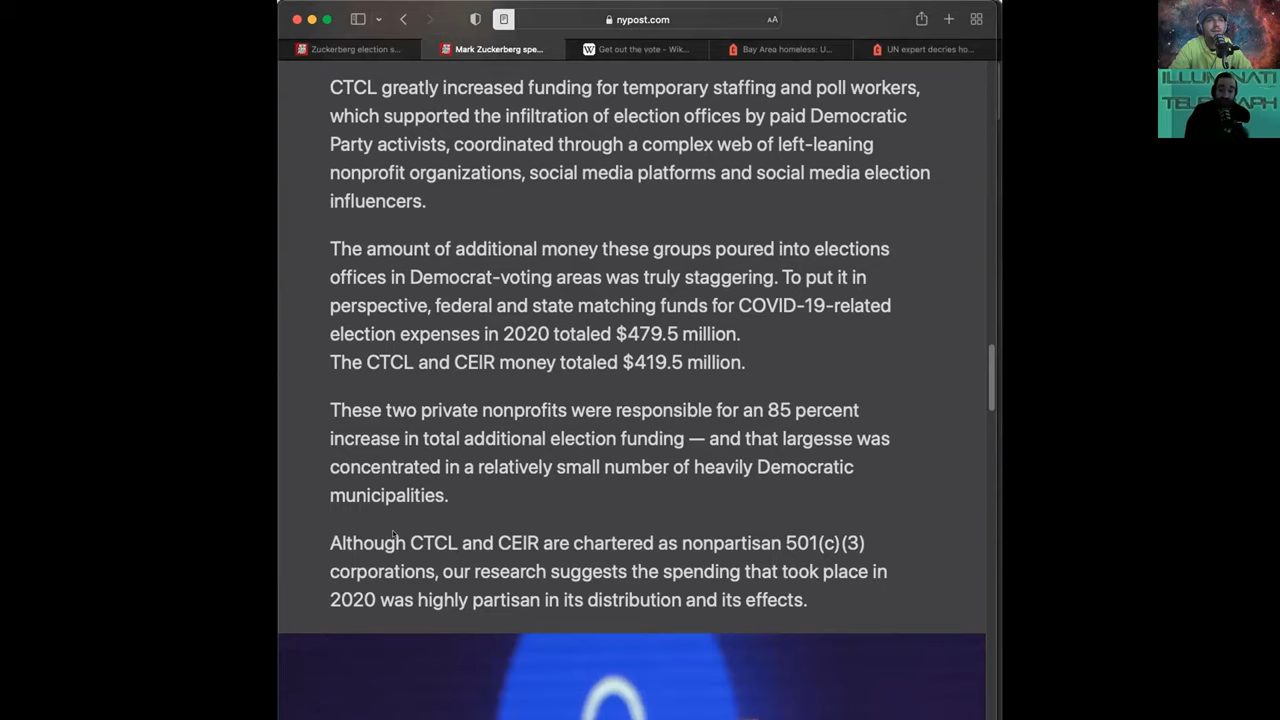 nypost.com
AA
Zuckerberg election s...
Mark Zuckerberg spe...
W Get out the vote - Wik...
Bay Area homeless: U...
UN expert decries ho...
ILLUMINATI
TELEGRAPH
CTCL greatly increased funding for temporary staffing and poll workers,
which supported the infiltration of election offices by paid Democratic
Party activists, coordinated through a complex web of left-leaning
nonprofit organizations, social media platforms and social media election
influencers.
The amount of additional money these groups poured into elections
offices in Democrat-voting areas was truly staggering. To put it in
perspective, federal and state matching funds for COVID-19-related
election expenses in 2020 totaled $479.5 million.
The CTCL and CEIR money totaled $419.5 million.
These two private nonprofits were responsible for an 85 percent
increase in total additional election funding — and that largesse was
concentrated in a relatively small number of heavily Democratic
municipalities.
Although CTCL and CEIR are chartered as nonpartisan 501(c)(3)
corporations, our research suggests the spending that took place in
2020 was highly partisan in its distribution and its effects.